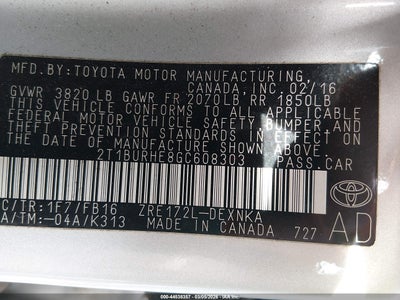 MFD.BY:TOYOTA MOTOR MANUFACTURING,
CANADA,INC. 02/16
GVWR 3820 LB GAWR FR 2070LB RR 1850LB
THIS VEHICLE CONFORMS TO ALL APPLICABLE
FEDERAL MOTOR VEHICLE SAFETY, BUMPER, AND
THEFT PREVENTION STANDARDS IN EFFECT ON
THE DATE OF MANUFACTURE SHOWN ABOVE.
2T1BURHE8GC608303 PASS.CAR
C/TR:1F7/FB16 ZRE172L-DEXNKA
A/TM:-04A/K313 MADE IN CANADA 727
TOYOTA
AD